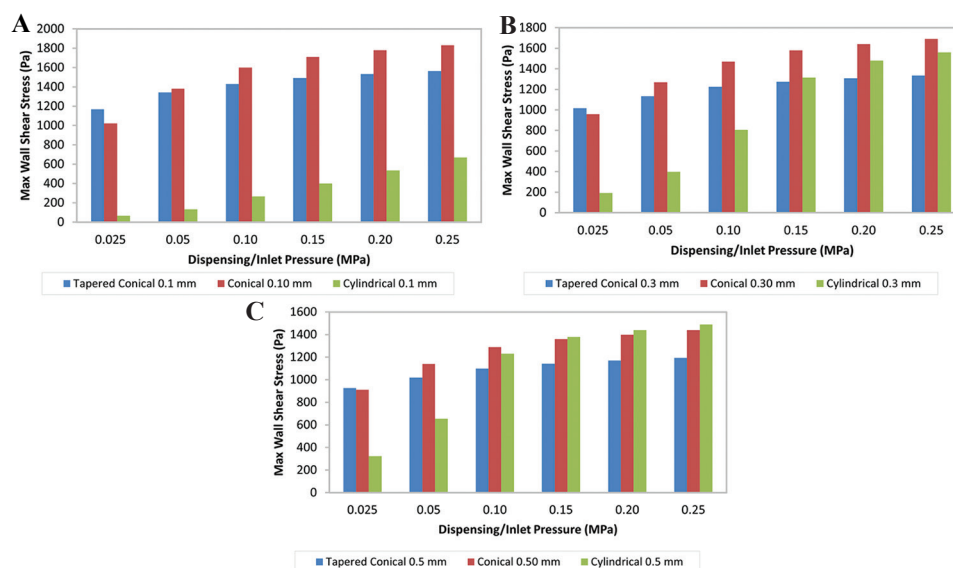 A
Max Wall Shear Stress (Pa)
2000
1800
1600
1400
1200
1000
800
600
400
200
0
0.025 0.05 0.10 0.15 0.20 0.25
Dispensing/Inlet Pressure (MPa)
Tapered Conical 0.1 mm Conical 0.10 mm Cylindrical 0.1 mm
B
Max Wall Shear Stress (Pa)
1800
1600
1400
1200
1000
800
600
400
200
0
0.025 0.05 0.10 0.15 0.20 0.25
Dispensing/Inlet Pressure (MPa)
Tapered Conical 0.3 mm Conical 0.30 mm Cylindrical 0.3 mm
C
Max Wall Shear Stress (Pa)
1600
1400
1200
1000
800
600
400
200
0
0.025 0.05 0.10 0.15 0.20 0.25
Dispensing/Inlet Pressure (MPa)
Tapered Conical 0.5 mm Conical 0.50 mm Cylindrical 0.5 mm